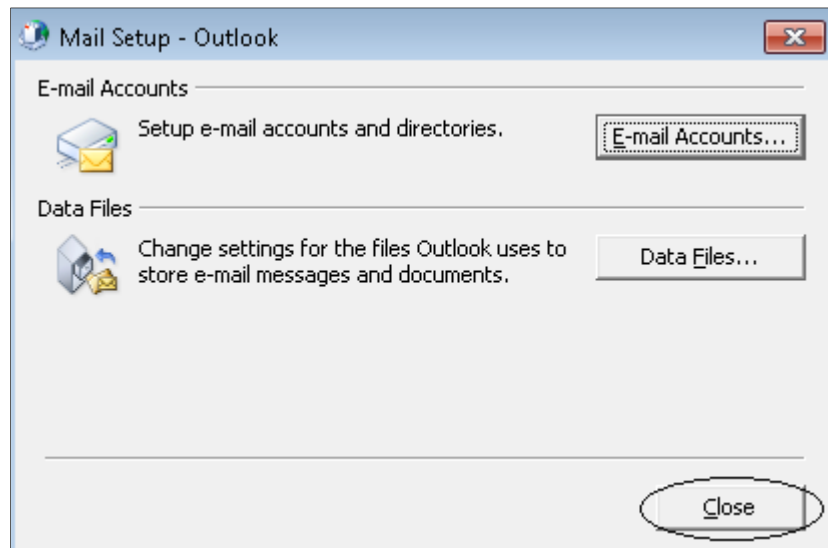 Mail Setup - Outlook
E-mail Accounts
Setup e-mail accounts and directories.
E-mail Accounts...
Data Files
Change settings for the files Outlook uses to
store e-mail messages and documents.
Data Files...
Close